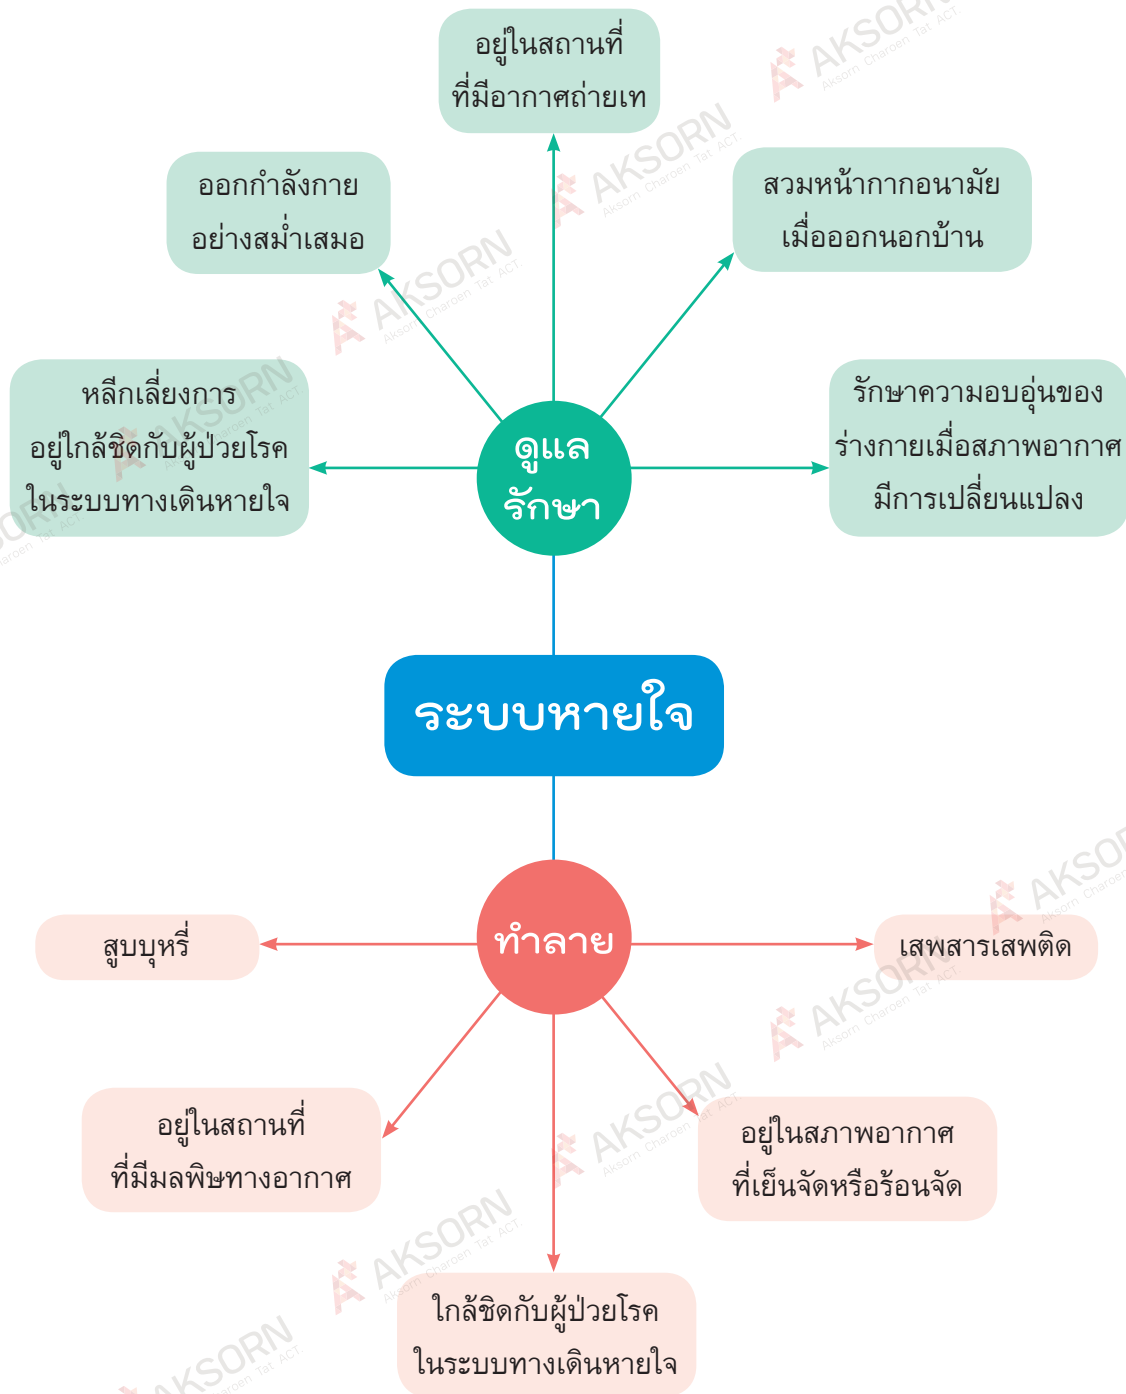 อยู่ในสถานที่
ที่มีอากาศถ่ายเท
ออกกำลังกาย
อย่างสม่ำเสมอ
สวมหน้ากากอนามัย
เมื่อออกนอกบ้าน
หลีกเลี่ยงการ
อยู่ใกล้ชิดกับผู้ป่วยโรค
ในระบบทางเดินหายใจ
ดูแล
รักษา
รักษาความอบอุ่นของ
ร่างกายเมื่อสภาพอากาศ
มีการเปลี่ยนแปลง
ระบบหายใจ
ทำลาย
สูบบุหรี่
เสพสารเสพติด
อยู่ในสถานที่
ที่มีมลพิษทางอากาศ
อยู่ในสภาพอากาศ
ที่เย็นจัดหรือร้อนจัด
ใกล้ชิดกับผู้ป่วยโรค
ในระบบทางเดินหายใจ
AKSORN
Aksorn Charoen Tat ACT.